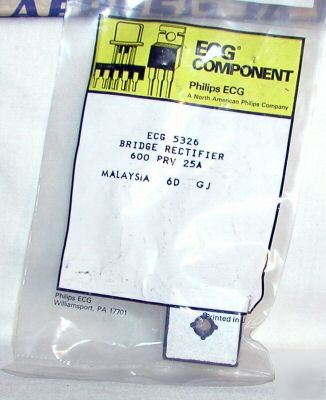 ECG®
COMPONENT
Philips ECG
A North American Philips Company
ECG 5326
BRIDGE RECTIFIER
600 PRV 25A
MALAYSIA 6D GJ
Philips ECG
Williamsport, PA 17701
Printed in